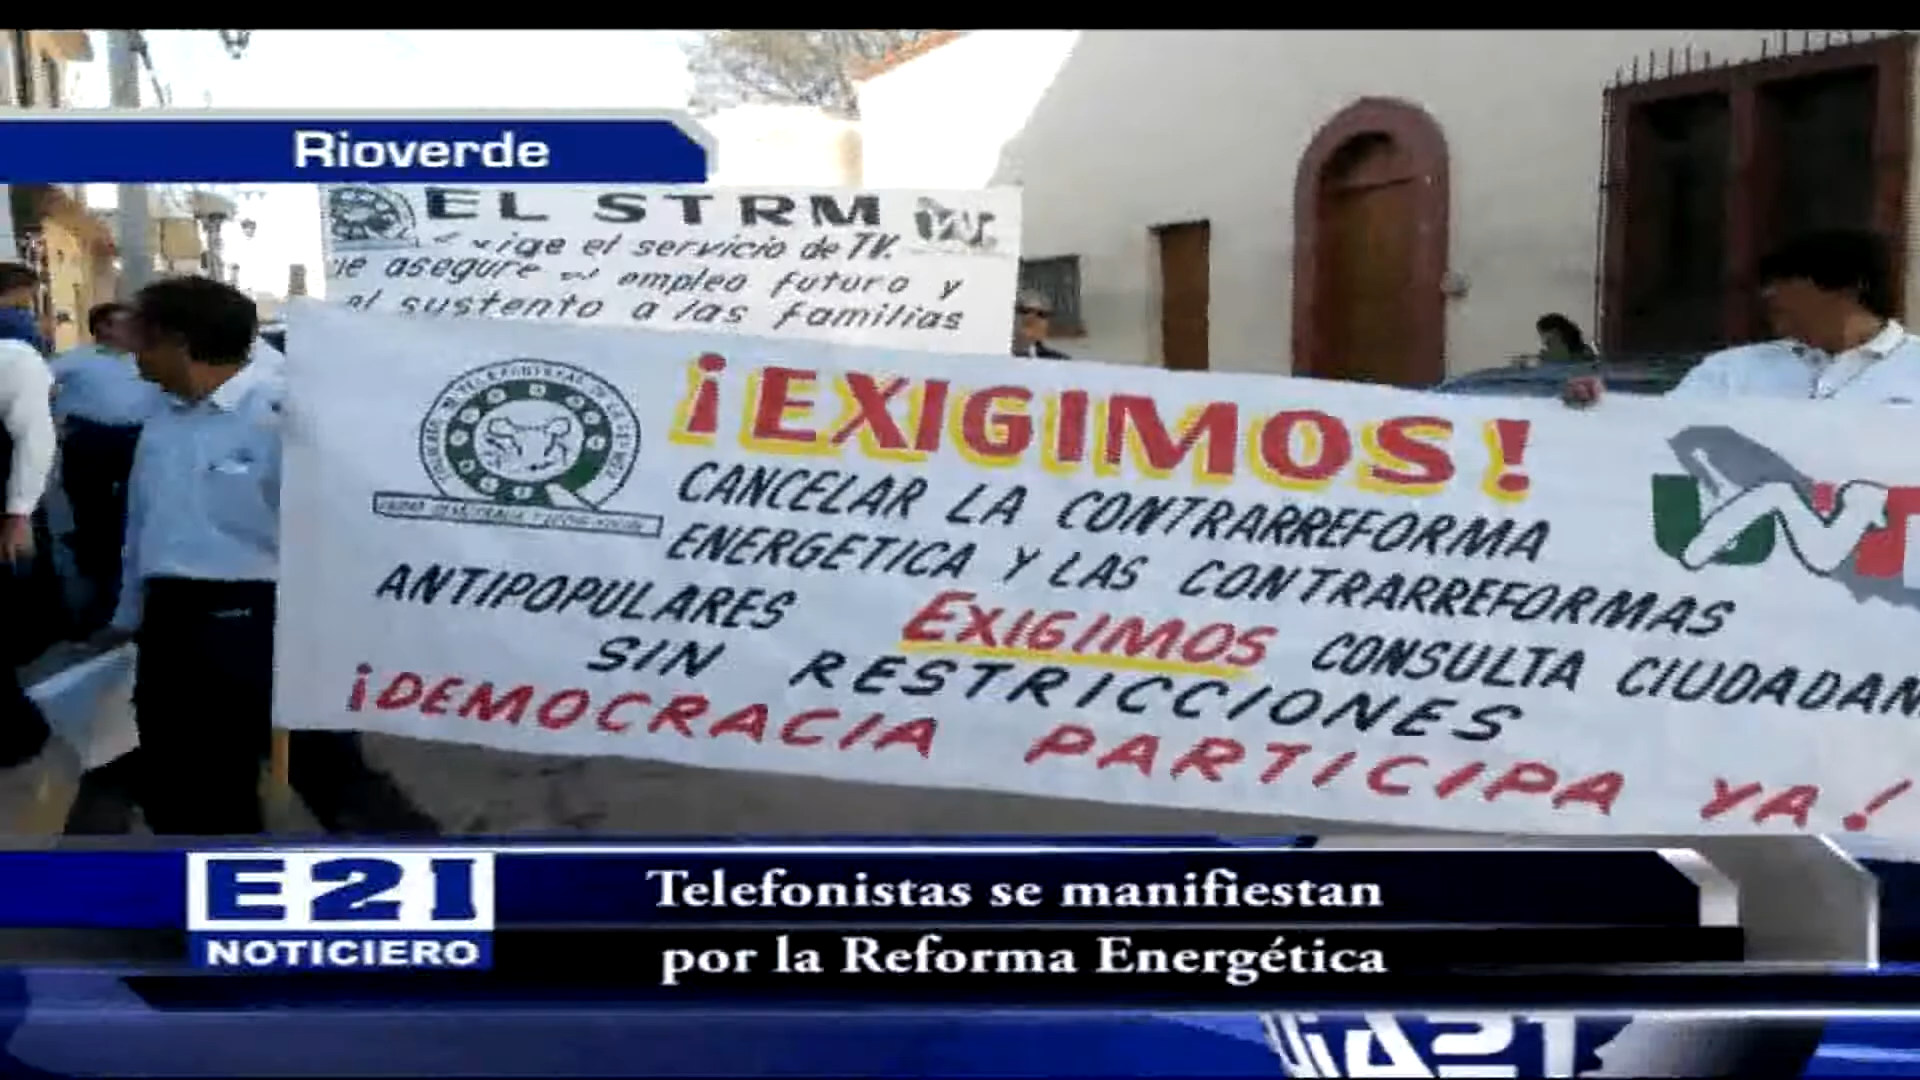 Rioverde
EL STRM
Exige el servicio de TV.
asegure el empleo futuro y
el sustento a las familias
¡EXIGIMOS!
CANCELAR LA CONTRARREFORMA
ENERGETICA Y LAS CONTRARREFORMAS
ANTIPOPULARES EXIGIMOS CONSULTA CIUDADAN
SIN RESTRICCIONES
¡DEMOCRACIA PARTICIPA YA!
E21
NOTICIERO
Telefonistas se manifiestan
por la Reforma Energética